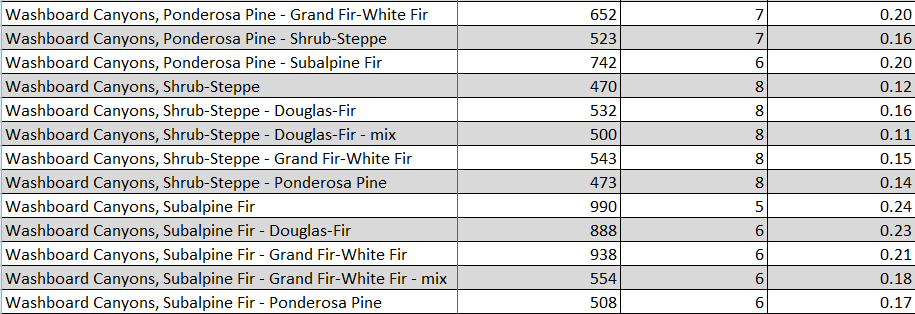 Washboard Canyons, Ponderosa Pine - Grand Fir-White Fir 652 7 0.20
Washboard Canyons, Ponderosa Pine - Shrub-Steppe 523 7 0.16
Washboard Canyons, Ponderosa Pine - Subalpine Fir 742 6 0.20
Washboard Canyons, Shrub-Steppe 470 8 0.12
Washboard Canyons, Shrub-Steppe - Douglas-Fir 532 8 0.16
Washboard Canyons, Shrub-Steppe - Douglas-Fir - mix 500 8 0.11
Washboard Canyons, Shrub-Steppe - Grand Fir-White Fir 543 8 0.15
Washboard Canyons, Shrub-Steppe - Ponderosa Pine 473 8 0.14
Washboard Canyons, Subalpine Fir 990 5 0.24
Washboard Canyons, Subalpine Fir - Douglas-Fir 888 6 0.23
Washboard Canyons, Subalpine Fir - Grand Fir-White Fir 938 6 0.21
Washboard Canyons, Subalpine Fir - Grand Fir-White Fir - mix 554 6 0.18
Washboard Canyons, Subalpine Fir - Ponderosa Pine 508 6 0.17